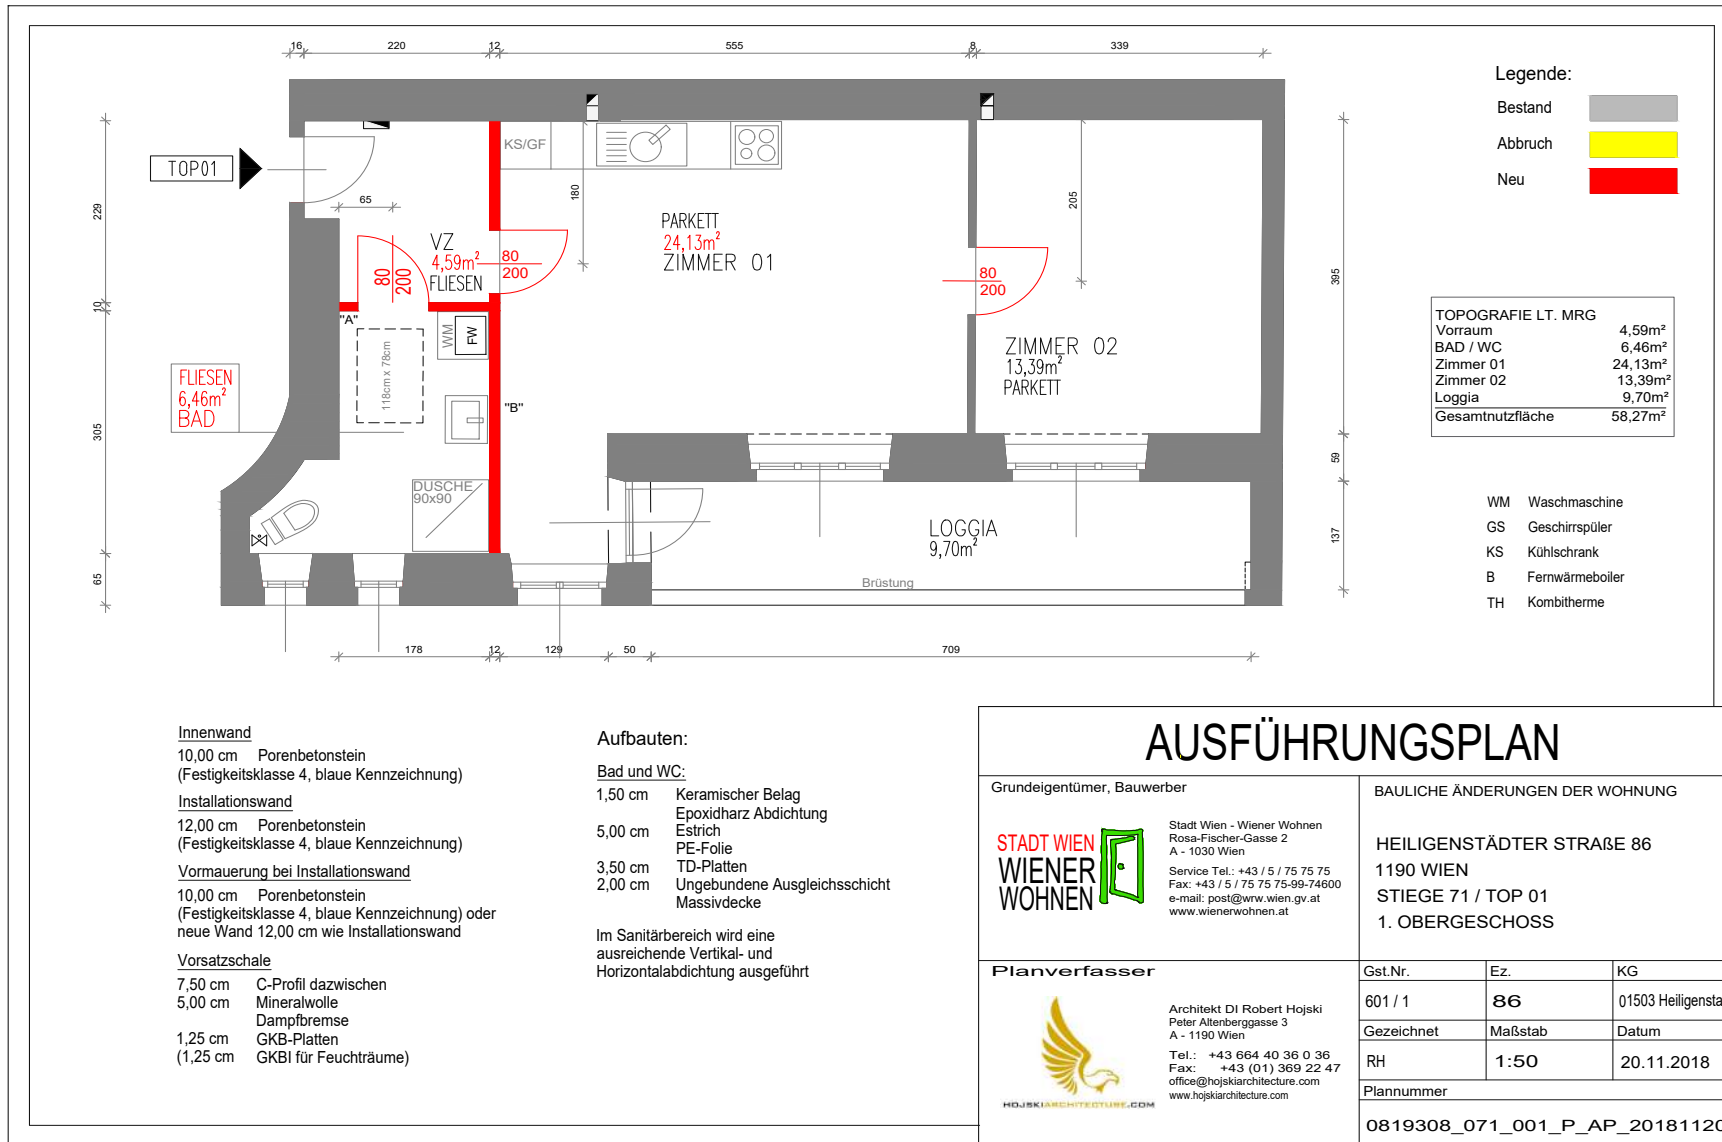 16
220
12
555
8
339
Legende:
Bestand
Abbruch
Neu
TOP01
KS/GF
65
180
205
229
10
305
65
395
59
137
VZ
4,59m²
FLIESEN
80
200
80
200
80
200
PARKETT
24,13m²
ZIMMER 01
ZIMMER 02
13,39m²
PARKETT
"A"
"B"
WM
FW
118cm x 78cm
FLIESEN
6,46m²
BAD
DUSCHE
90x90
LOGGIA
9,70m²
Brüstung
178
12
129
50
709
TOPOGRAFIE LT. MRG
Vorraum 4,59m²
BAD / WC 6,46m²
Zimmer 01 24,13m²
Zimmer 02 13,39m²
Loggia 9,70m²
Gesamtnutzfläche 58,27m²
WM Waschmaschine
GS Geschirrspüler
KS Kühlschrank
B Fernwärmeboiler
TH Kombitherme
Innenwand
10,00 cm Porenbetonstein
(Festigkeitsklasse 4, blaue Kennzeichnung)
Installationswand
12,00 cm Porenbetonstein
(Festigkeitsklasse 4, blaue Kennzeichnung)
Vormauerung bei Installationswand
10,00 cm Porenbetonstein
(Festigkeitsklasse 4, blaue Kennzeichnung) oder
neue Wand 12,00 cm wie Installationswand
Vorsatzschale
7,50 cm C-Profil dazwischen
5,00 cm Mineralwolle
Dampfbremse
1,25 cm GKB-Platten
(1,25 cm GKBI für Feuchträume)
Aufbauten:
Bad und WC:
1,50 cm Keramischer Belag
Epoxidharz Abdichtung
5,00 cm Estrich
PE-Folie
3,50 cm TD-Platten
2,00 cm Ungebundene Ausgleichsschicht
Massivdecke
Im Sanitärbereich wird eine
ausreichende Vertikal- und
Horizontalabdichtung ausgeführt
AUSFÜHRUNGSPLAN
Grundeigentümer, Bauwerber
STADT WIEN
WIENER
WOHNEN
Stadt Wien - Wiener Wohnen
Rosa-Fischer-Gasse 2
A - 1030 Wien
Service Tel.: +43 / 5 / 75 75 75
Fax: +43 / 5 / 75 75 75-99-74600
e-mail: post@wrw.wien.gv.at
www.wienerwohnen.at
BAULICHE ÄNDERUNGEN DER WOHNUNG
HEILIGENSTÄDTER STRAßE 86
1190 WIEN
STIEGE 71 / TOP 01
1. OBERGESCHOSS
Planverfasser
HOJSKIARCHITECTURE.COM
Architekt DI Robert Hojski
Peter Altenberggasse 3
A - 1190 Wien
Tel.: +43 664 40 36 0 36
Fax: +43 (01) 369 22 47
office@hojskiarchitecture.com
www.hojskiarchitecture.com
Gst.Nr. Ez. KG
601 / 1 86 01503 Heiligensta
Gezeichnet Maßstab Datum
RH 1:50 20.11.2018
Plannummer
0819308_071_001_P_AP_20181120